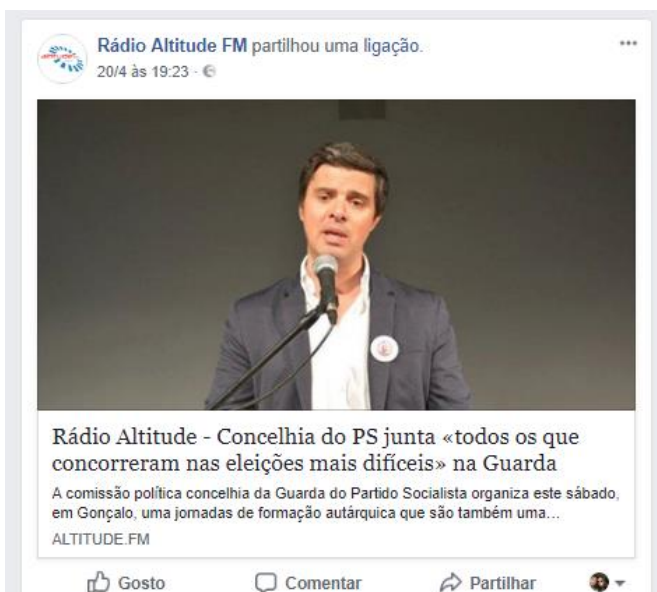 Rádio Altitude FM partilhou uma ligação.
20/4 às 19:23 ·
Rádio Altitude - Concelhia do PS junta «todos os que
concorreram nas eleições mais difíceis» na Guarda
A comissão política concelhia da Guarda do Partido Socialista organiza este sábado,
em Gonçalo, uma jornadas de formação autárquica que são também uma...
ALTITUDE.FM
Gosto Comentar Partilhar